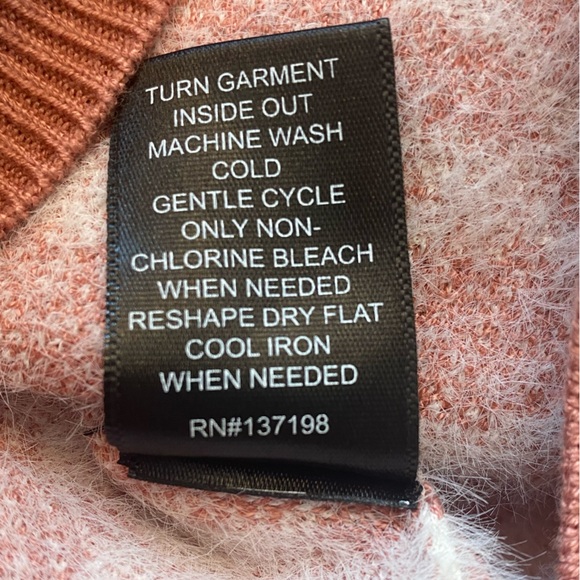 TURN GARMENT
INSIDE OUT
MACHINE WASH
COLD
GENTLE CYCLE
ONLY NON-
CHLORINE BLEACH
WHEN NEEDED
RESHAPE DRY FLAT
COOL IRON
WHEN NEEDED
RN#137198